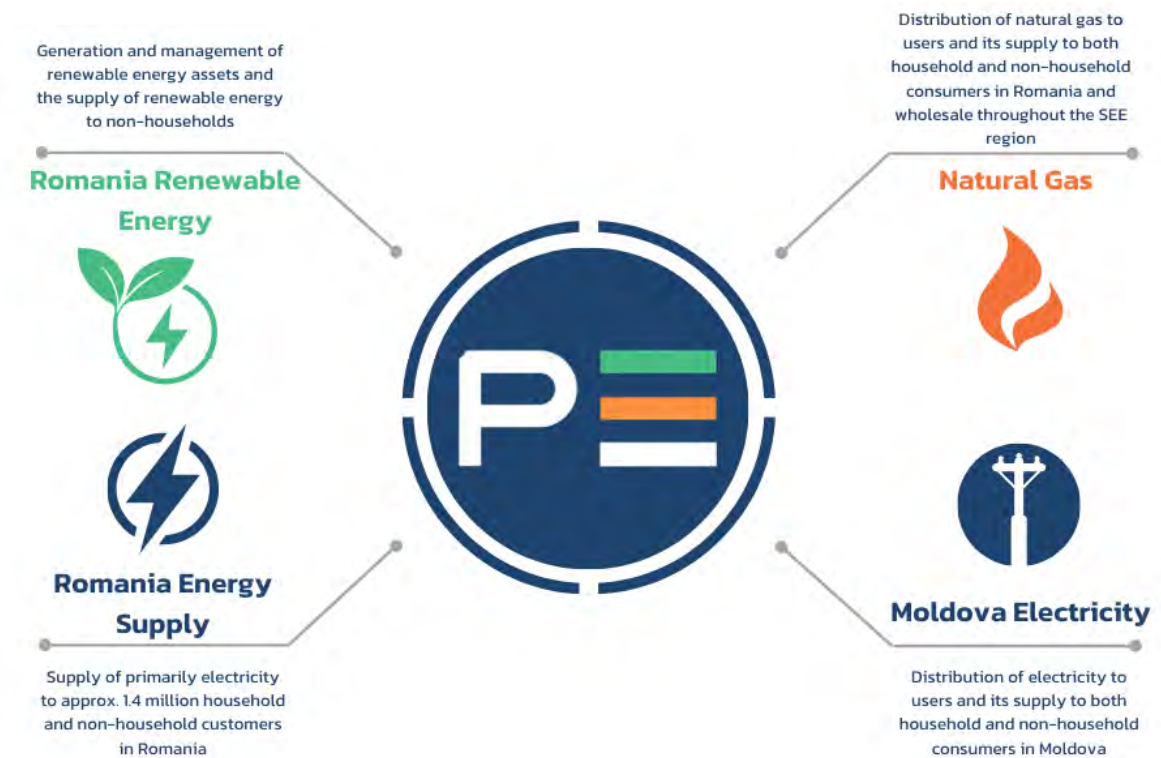 Generation and management of
renewable energy assets and
the supply of renewable energy
to non-households
Romania Renewable
Energy
Distribution of natural gas to
users and its supply to both
household and non-household
consumers in Romania and
wholesale throughout the SEE
region
Natural Gas
PE
Romania Energy
Supply
Supply of primarily electricity
to approx. 1.4 million household
and non-household customers
in Romania
Moldova Electricity
Distribution of electricity to
users and its supply to both
household and non-household
consumers in Moldova